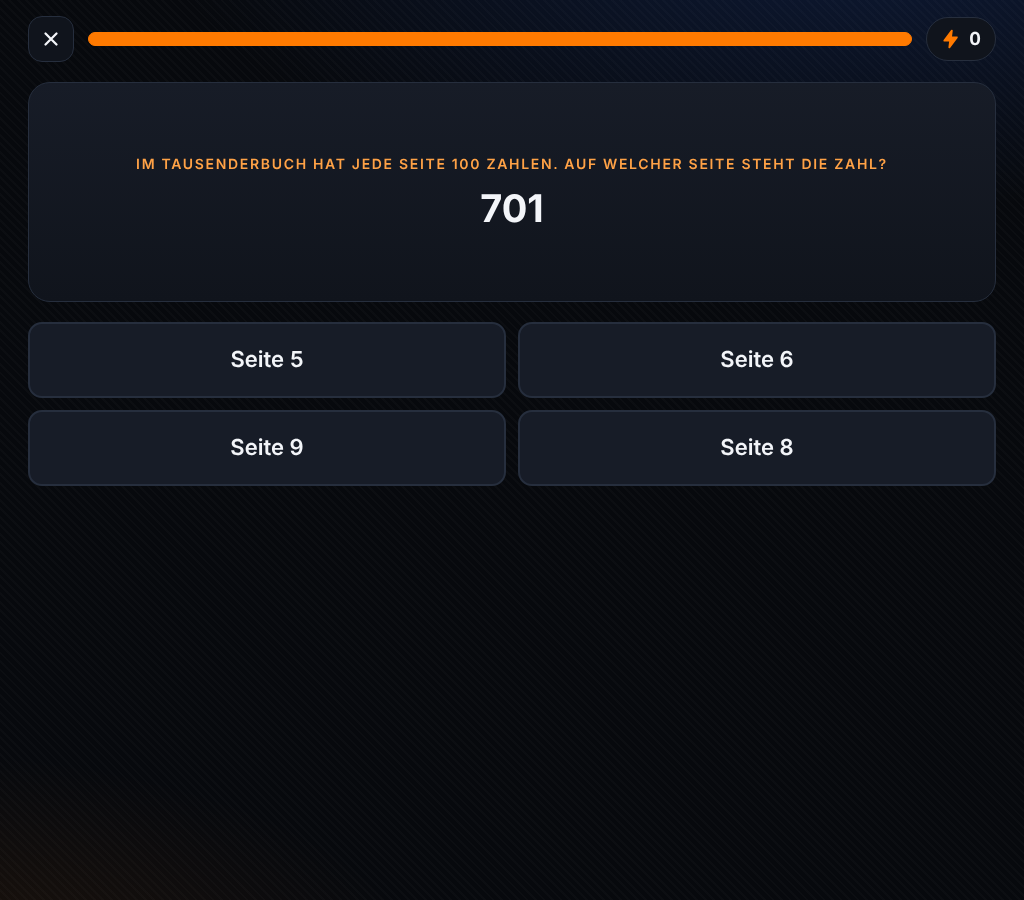 0
IM TAUSENDERBUCH HAT JEDE SEITE 100 ZAHLEN. AUF WELCHER SEITE STEHT DIE ZAHL?
701
Seite 5
Seite 6
Seite 9
Seite 8